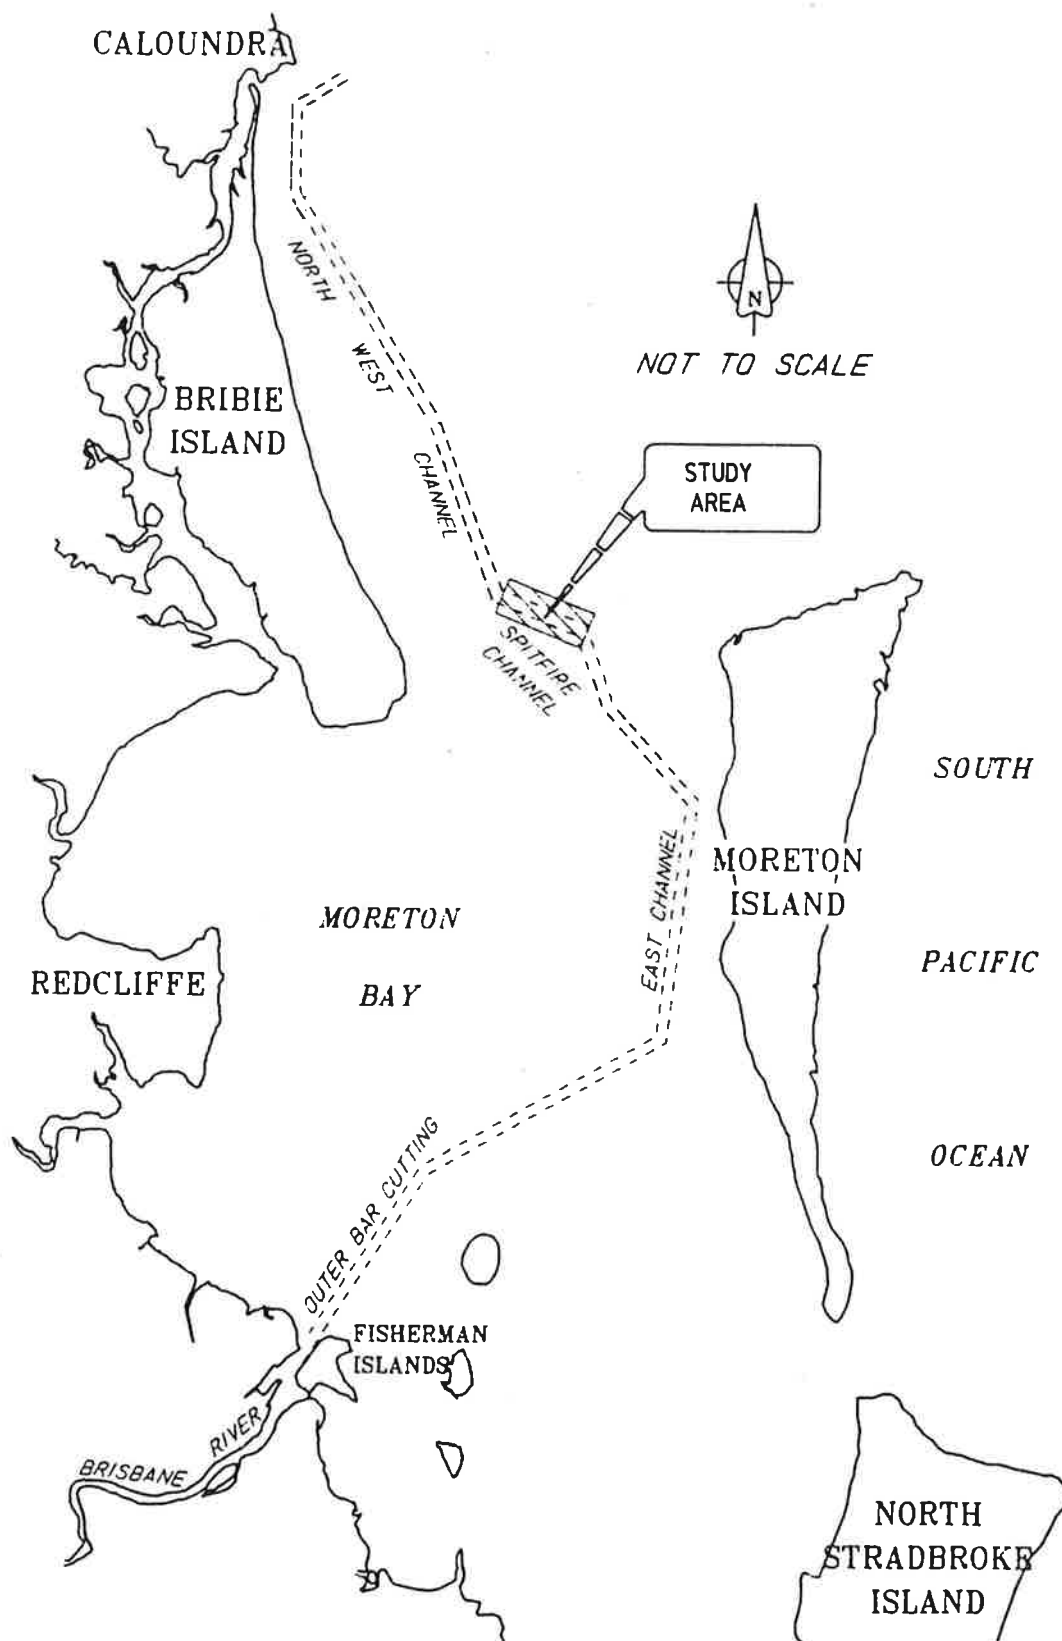 CALOUNDRA
NORTH
WEST
CHANNEL
N
NOT TO SCALE
BRIBIE
ISLAND
STUDY
AREA
SPITFIRE
CHANNEL
SOUTH
PACIFIC
OCEAN
MORETON
ISLAND
EAST CHANNEL
MORETON
BAY
REDCLIFFE
OUTER BAR CUTTING
FISHERMAN
ISLANDS
BRISBANE RIVER
NORTH
STRADBROKE
ISLAND